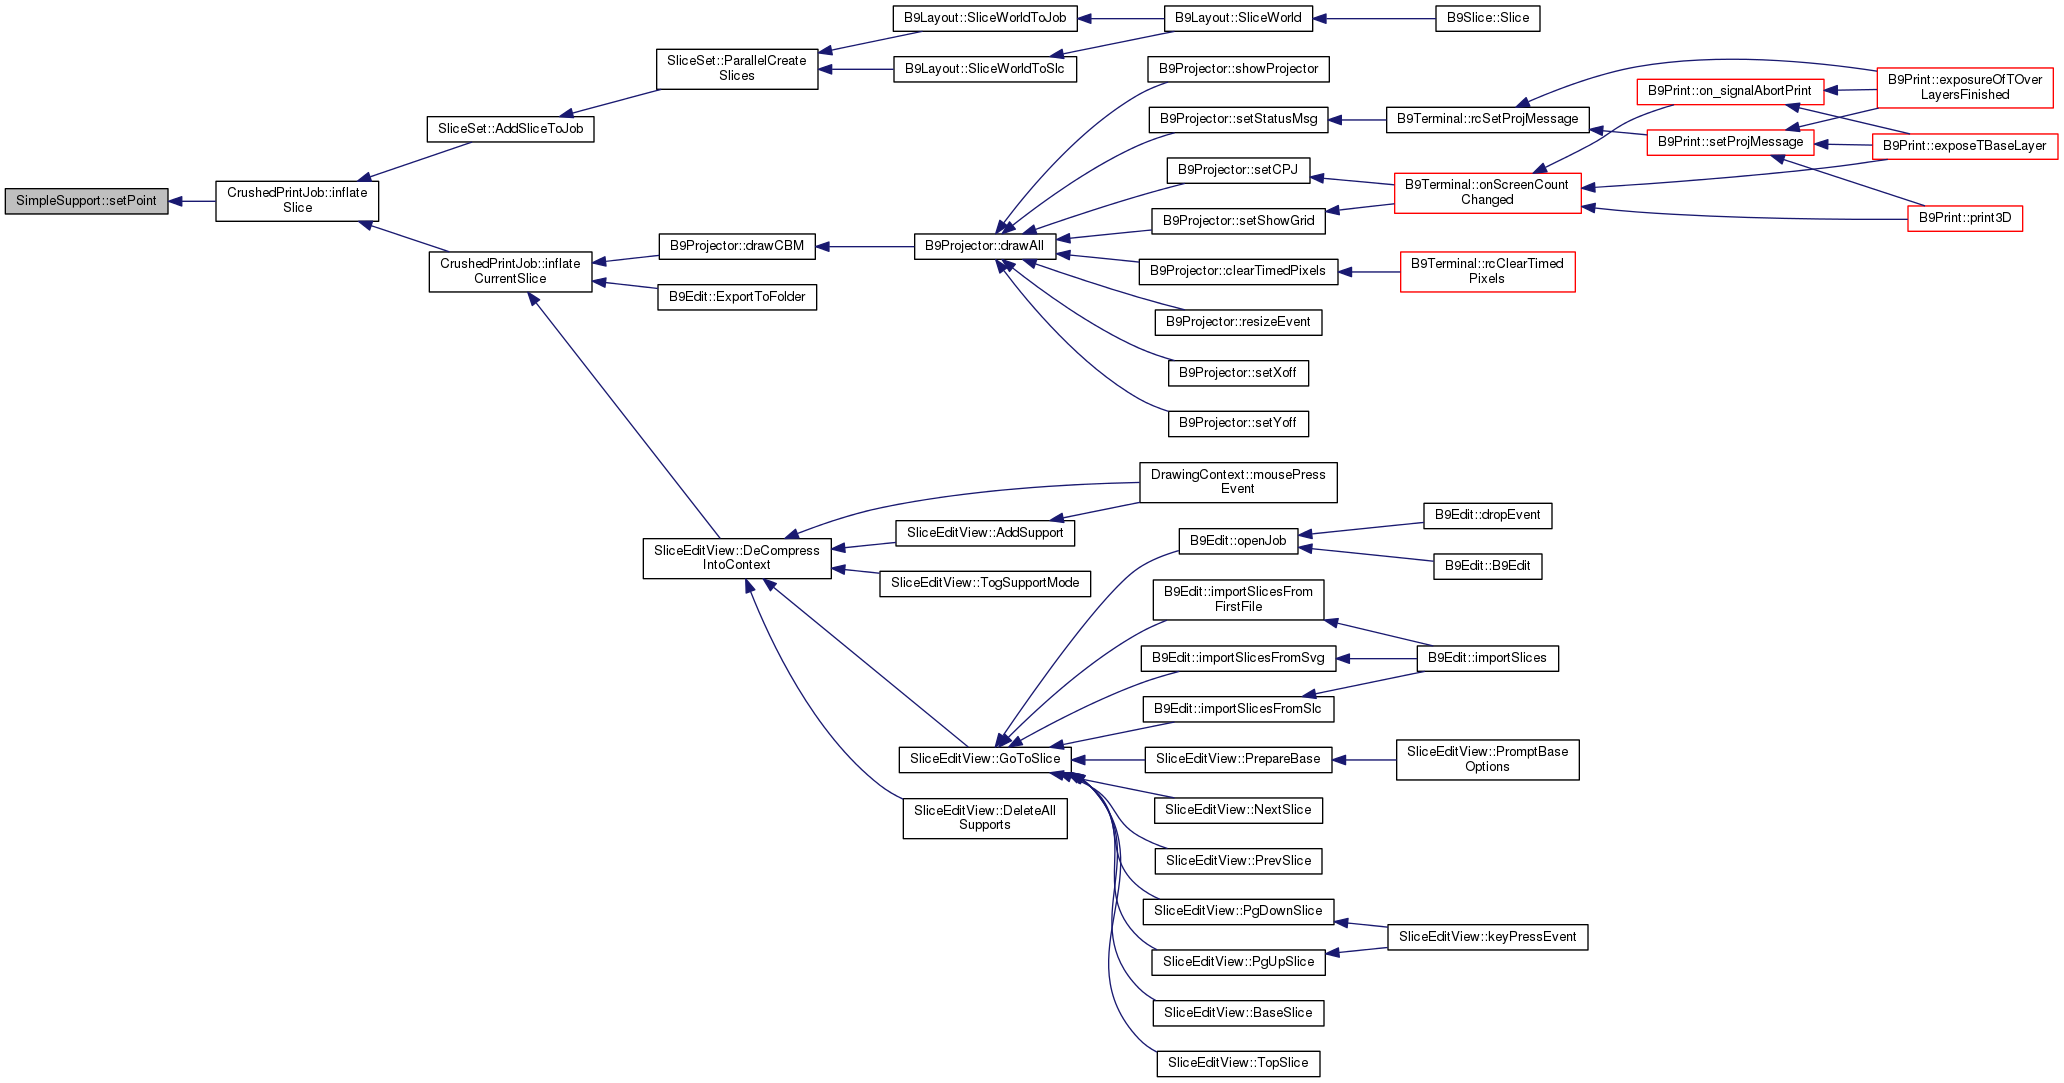 B9Layout::SliceWorldToJob
B9Layout::SliceWorld
B9Slice::Slice
SliceSet::ParallelCreate
Slices
B9Layout::SliceWorldToSlc
B9Projector::showProjector
B9Print::exposureOfTOver
LayersFinished
B9Print::on_signalAbortPrint
SliceSet::AddSliceToJob
B9Projector::setStatusMsg
B9Terminal::rcSetProjMessage
B9Print::setProjMessage
B9Print::exposeTBaseLayer
SimpleSupport::setPoint
CrushedPrintJob::inflate
Slice
B9Projector::setCPJ
B9Terminal::onScreenCount
Changed
B9Projector::setShowGrid
B9Print::print3D
CrushedPrintJob::inflate
CurrentSlice
B9Projector::drawCBM
B9Projector::drawAll
B9Edit::ExportToFolder
B9Projector::clearTimedPixels
B9Terminal::rcClearTimed
Pixels
B9Projector::resizeEvent
B9Projector::setXoff
B9Projector::setYoff
DrawingContext::mousePress
Event
SliceEditView::DeCompress
IntoContext
SliceEditView::AddSupport
SliceEditView::TogSupportMode
B9Edit::openJob
B9Edit::dropEvent
B9Edit::B9Edit
B9Edit::importSlicesFrom
FirstFile
B9Edit::importSlicesFromSvg
B9Edit::importSlices
B9Edit::importSlicesFromSlc
SliceEditView::GoToSlice
SliceEditView::PrepareBase
SliceEditView::PromptBase
Options
SliceEditView::DeleteAll
Supports
SliceEditView::NextSlice
SliceEditView::PrevSlice
SliceEditView::PgDownSlice
SliceEditView::keyPressEvent
SliceEditView::PgUpSlice
SliceEditView::BaseSlice
SliceEditView::TopSlice